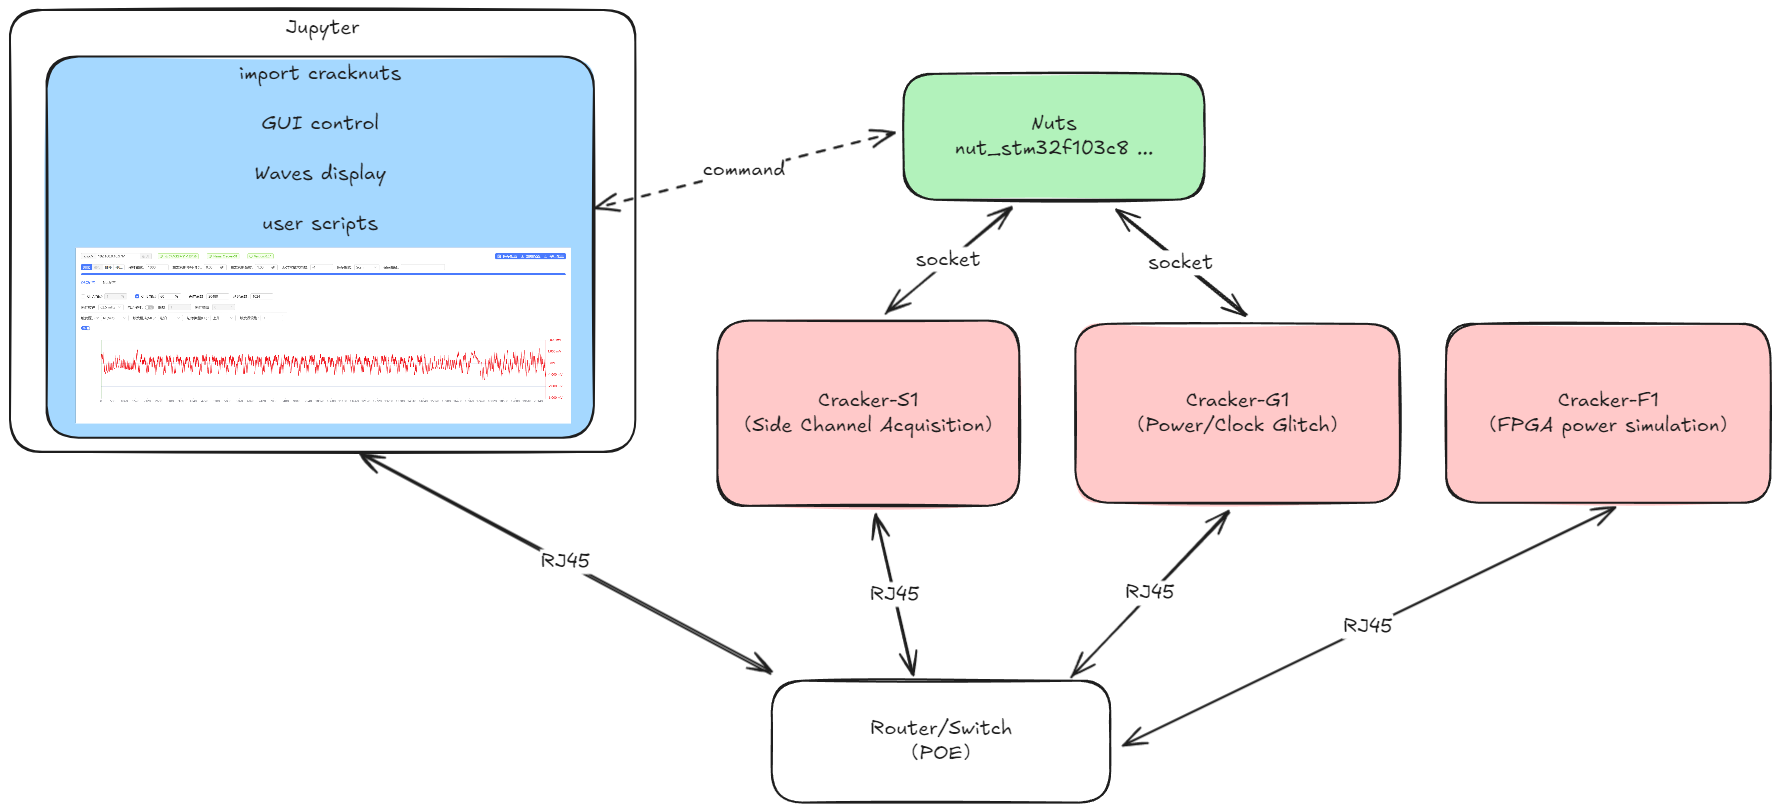 Jupyter
import cracknuts
GUI control
Waves display
user scripts
command
Nuts
nut_stm32f103c8 ...
socket
socket
Cracker-S1
(Side Channel Acquisition)
Cracker-G1
(Power/Clock Glitch)
Cracker-F1
(FPGA power simulation)
RJ45
RJ45
RJ45
RJ45
Router/Switch
(POE)